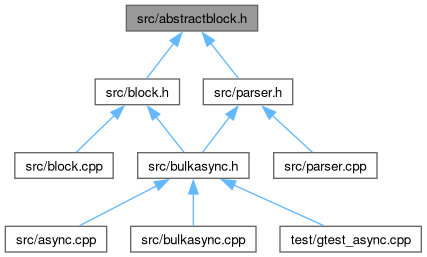 src/abstractblock.h
src/block.h
src/parser.h
src/block.cpp
src/bulkasync.h
src/parser.cpp
src/async.cpp
src/bulkasync.cpp
test/gtest_async.cpp